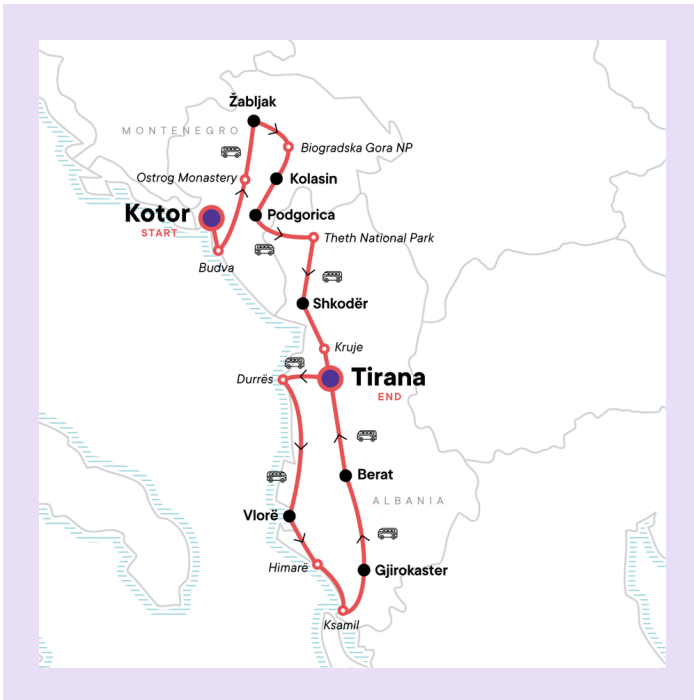 Žabljak
MONTENEGRO
Biogradska Gora NP
Ostrog Monastery
Kolasin
Kotor
START
Podgorica
Theth National Park
Budva
Shkodër
Kruje
Durrës
Tirana
END
Berat
ALBANIA
Vlorë
Himarë
Gjirokaster
Ksamil